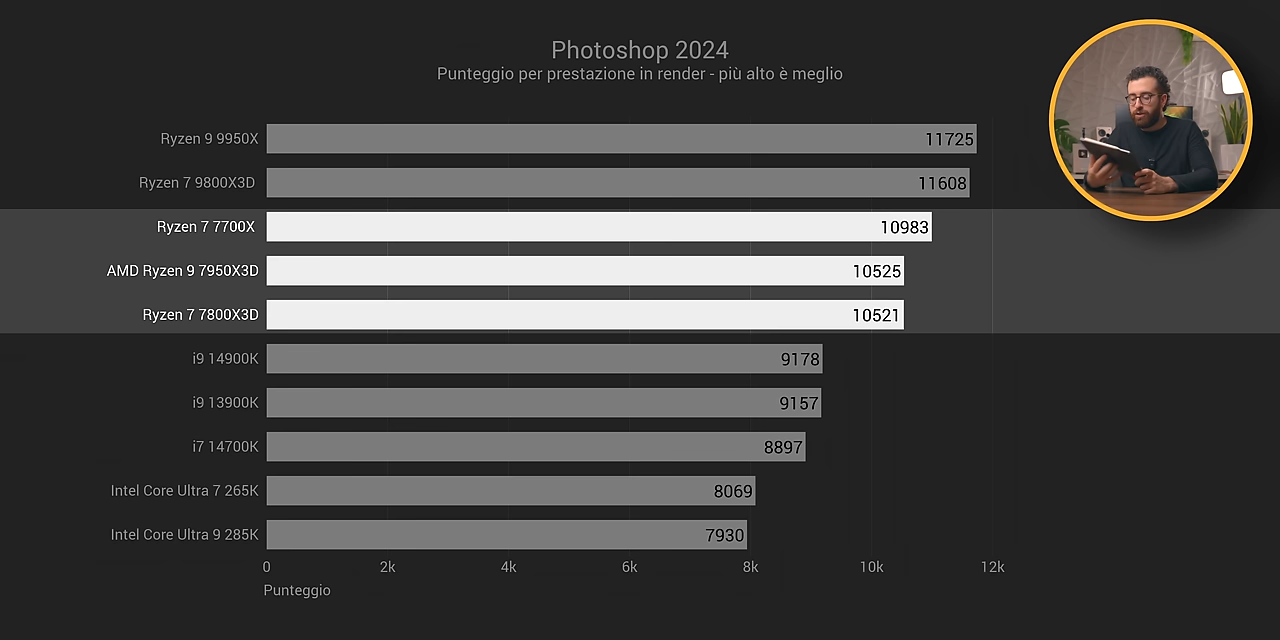 Photoshop 2024
Punteggio per prestazione in render - più alto è meglio
Ryzen 9 9950X 11725
Ryzen 7 9800X3D 11608
Ryzen 7 7700X 10983
AMD Ryzen 9 7950X3D 10525
Ryzen 7 7800X3D 10521
i9 14900K 9178
i9 13900K 9157
i7 14700K 8897
Intel Core Ultra 7 265K 8069
Intel Core Ultra 9 285K 7930
0 2k 4k 6k 8k 10k 12k
Punteggio